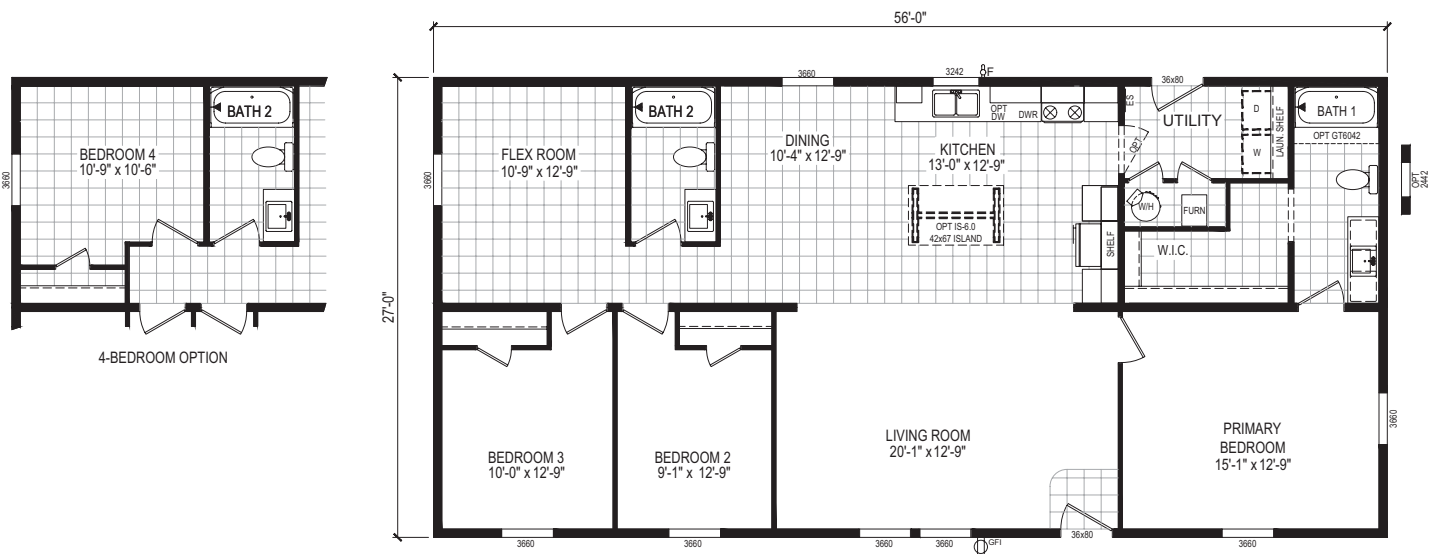 56'-0"
3660
3242
F
36x80
BATH 2
BEDROOM 4
10'-9" x 10'-6"
3660
4-BEDROOM OPTION
27'-0"
3660
FLEX ROOM
10'-9" x 12'-9"
BATH 2
DINING
10'-4" x 12'-9"
OPT
DW
DWR
KITCHEN
13'-0" x 12'-9"
OPT IS-6.0
42x67 ISLAND
SHELF
ES
OPT
UTILITY
D
W
LAUN. SHELF
BATH 1
OPT GT6042
OPT
2442
W/H
FURN
W.I.C.
BEDROOM 3
10'-0" x 12'-9"
BEDROOM 2
9'-1" x 12'-9"
LIVING ROOM
20'-1" x 12'-9"
PRIMARY
BEDROOM
15'-1" x 12'-9"
3660
3660
3660
3660
3660
GFI
36x80
3660